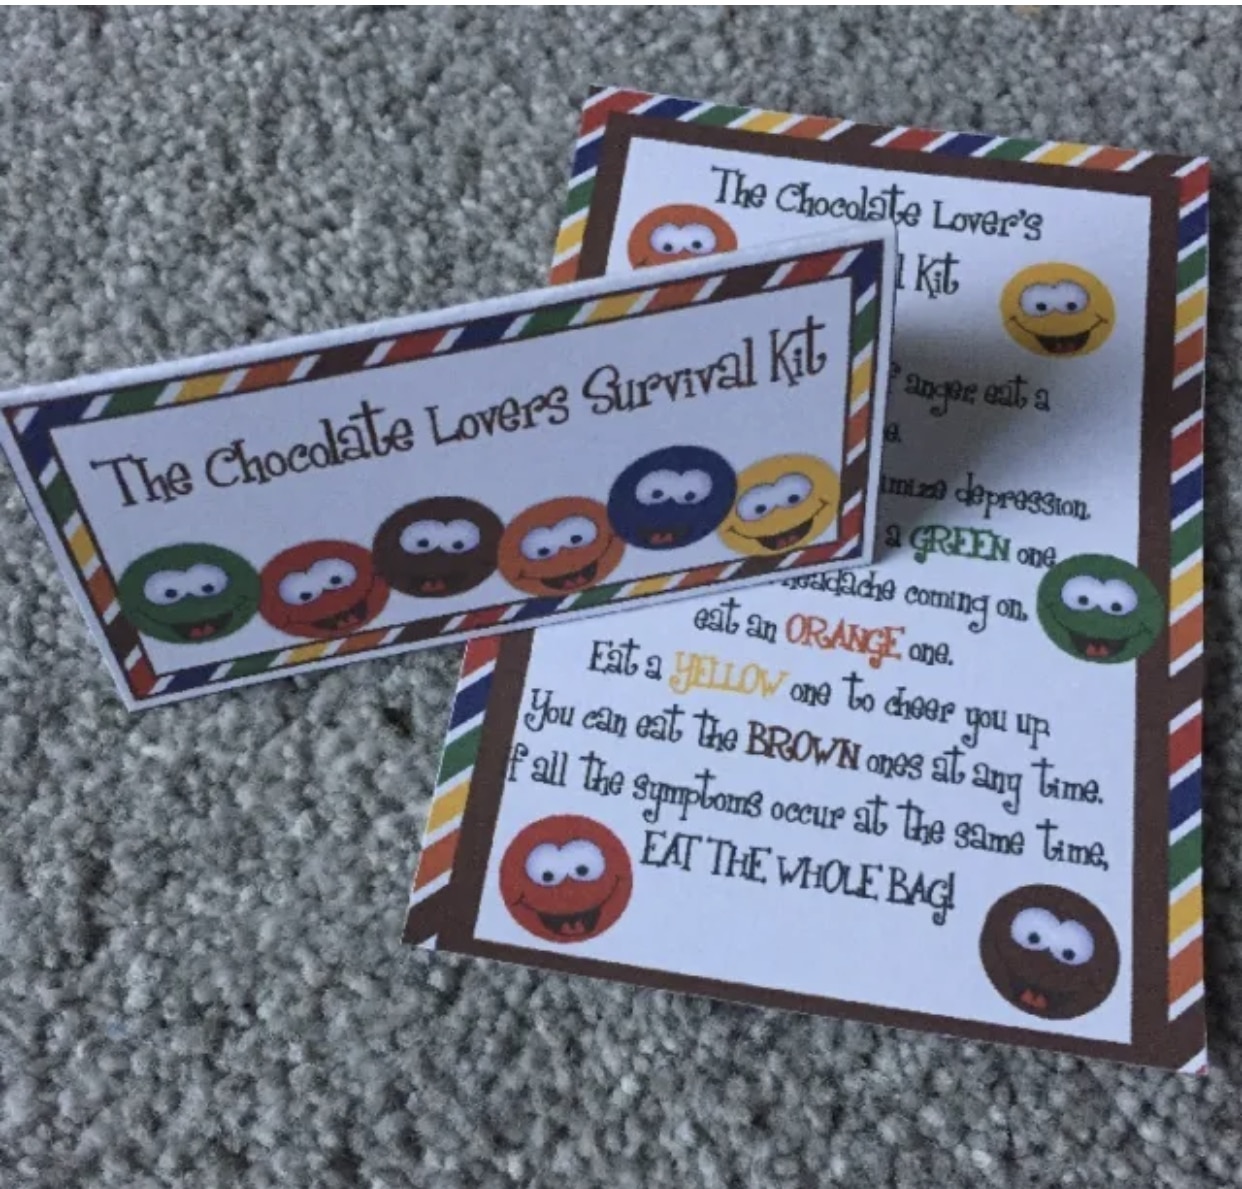 The Chocolate Lovers Survival Kit
The Chocolate Lover's
Kit
anger, eat a
depression,
a GREEN one
headache coming on,
eat an ORANGE one.
Eat a YELLOW one to cheer you up
You can eat the BROWN ones at any time.
f all the symptoms occur at the same time,
EAT THE WHOLE BAG!